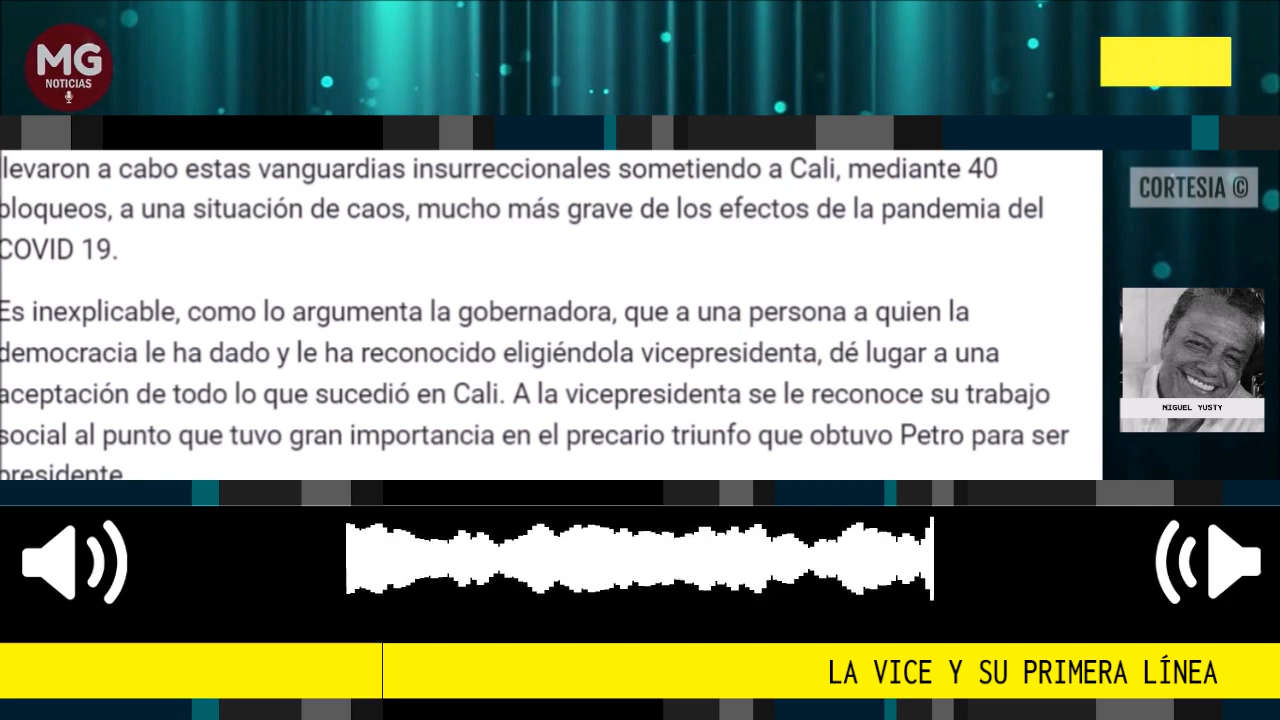 MG
NOTICIAS
llevaron a cabo estas vanguardias insurreccionales sometiendo a Cali, mediante 40
bloqueos, a una situación de caos, mucho más grave de los efectos de la pandemia del
COVID 19.
Es inexplicable, como lo argumenta la gobernadora, que a una persona a quien la
democracia le ha dado y le ha reconocido eligiéndola vicepresidenta, dé lugar a una
aceptación de todo lo que sucedió en Cali. A la vicepresidenta se le reconoce su trabajo
social al punto que tuvo gran importancia en el precario triunfo que obtuvo Petro para ser
presidente
CORTESIA ©
MIGUEL YUSTY
LA VICE Y SU PRIMERA LÍNEA